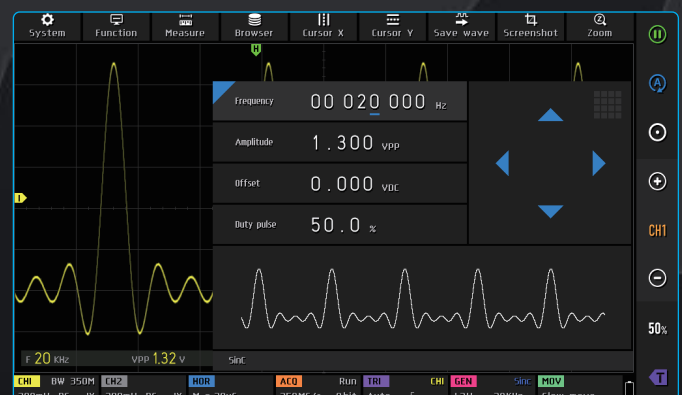 System Function Measure Browser Cursor X Cursor Y Save wave Screenshot Zoom
H
A
Frequency 00 020 000 Hz
Amplitude 1.300 VPP
Offset 0.000 VDC
Duty pulse 50.0 %
CH1
50%
F 20 KHz VPP 1.32 V
SinC
T
CH1 BW 350M CH2 HOR ACQ Run TRI CH1 GEN Sinc MOV